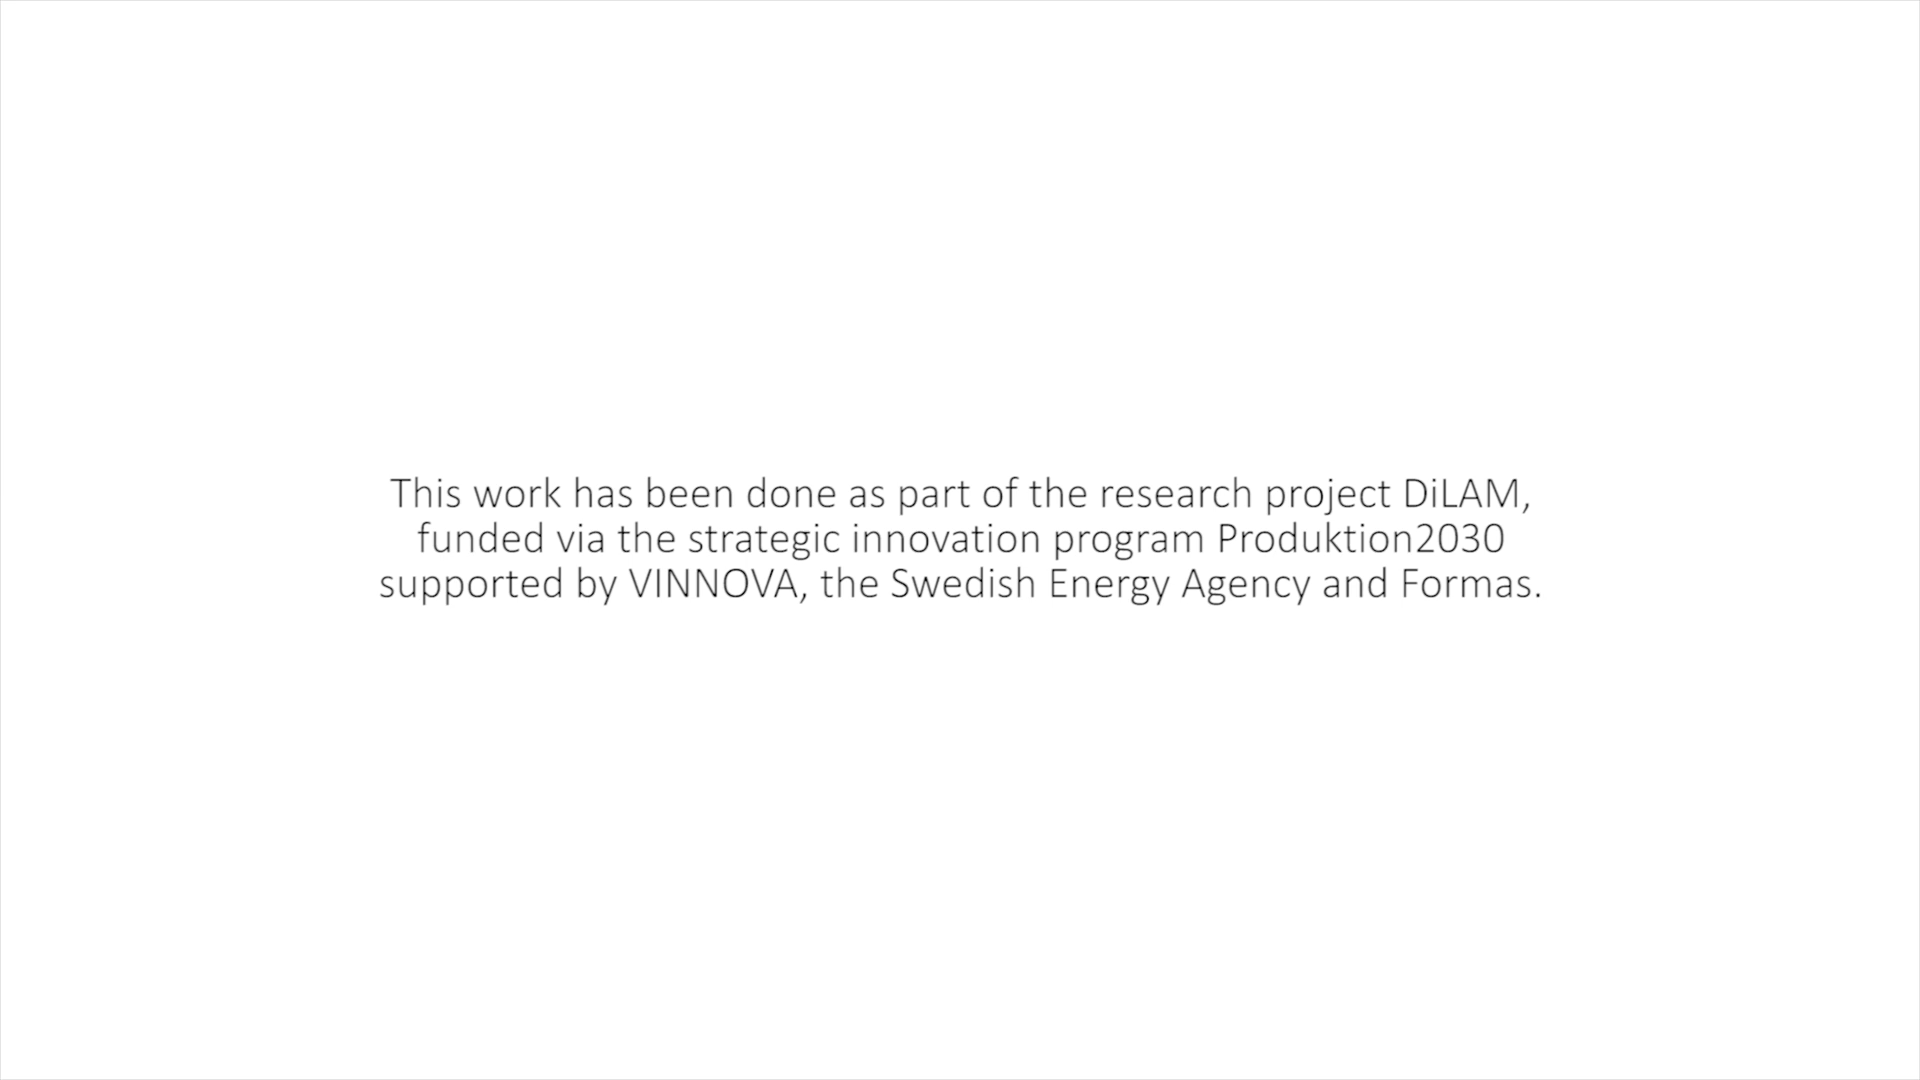 This work has been done as part of the research project DiLAM,
funded via the strategic innovation program Produktion2030
supported by VINNOVA, the Swedish Energy Agency and Formas.